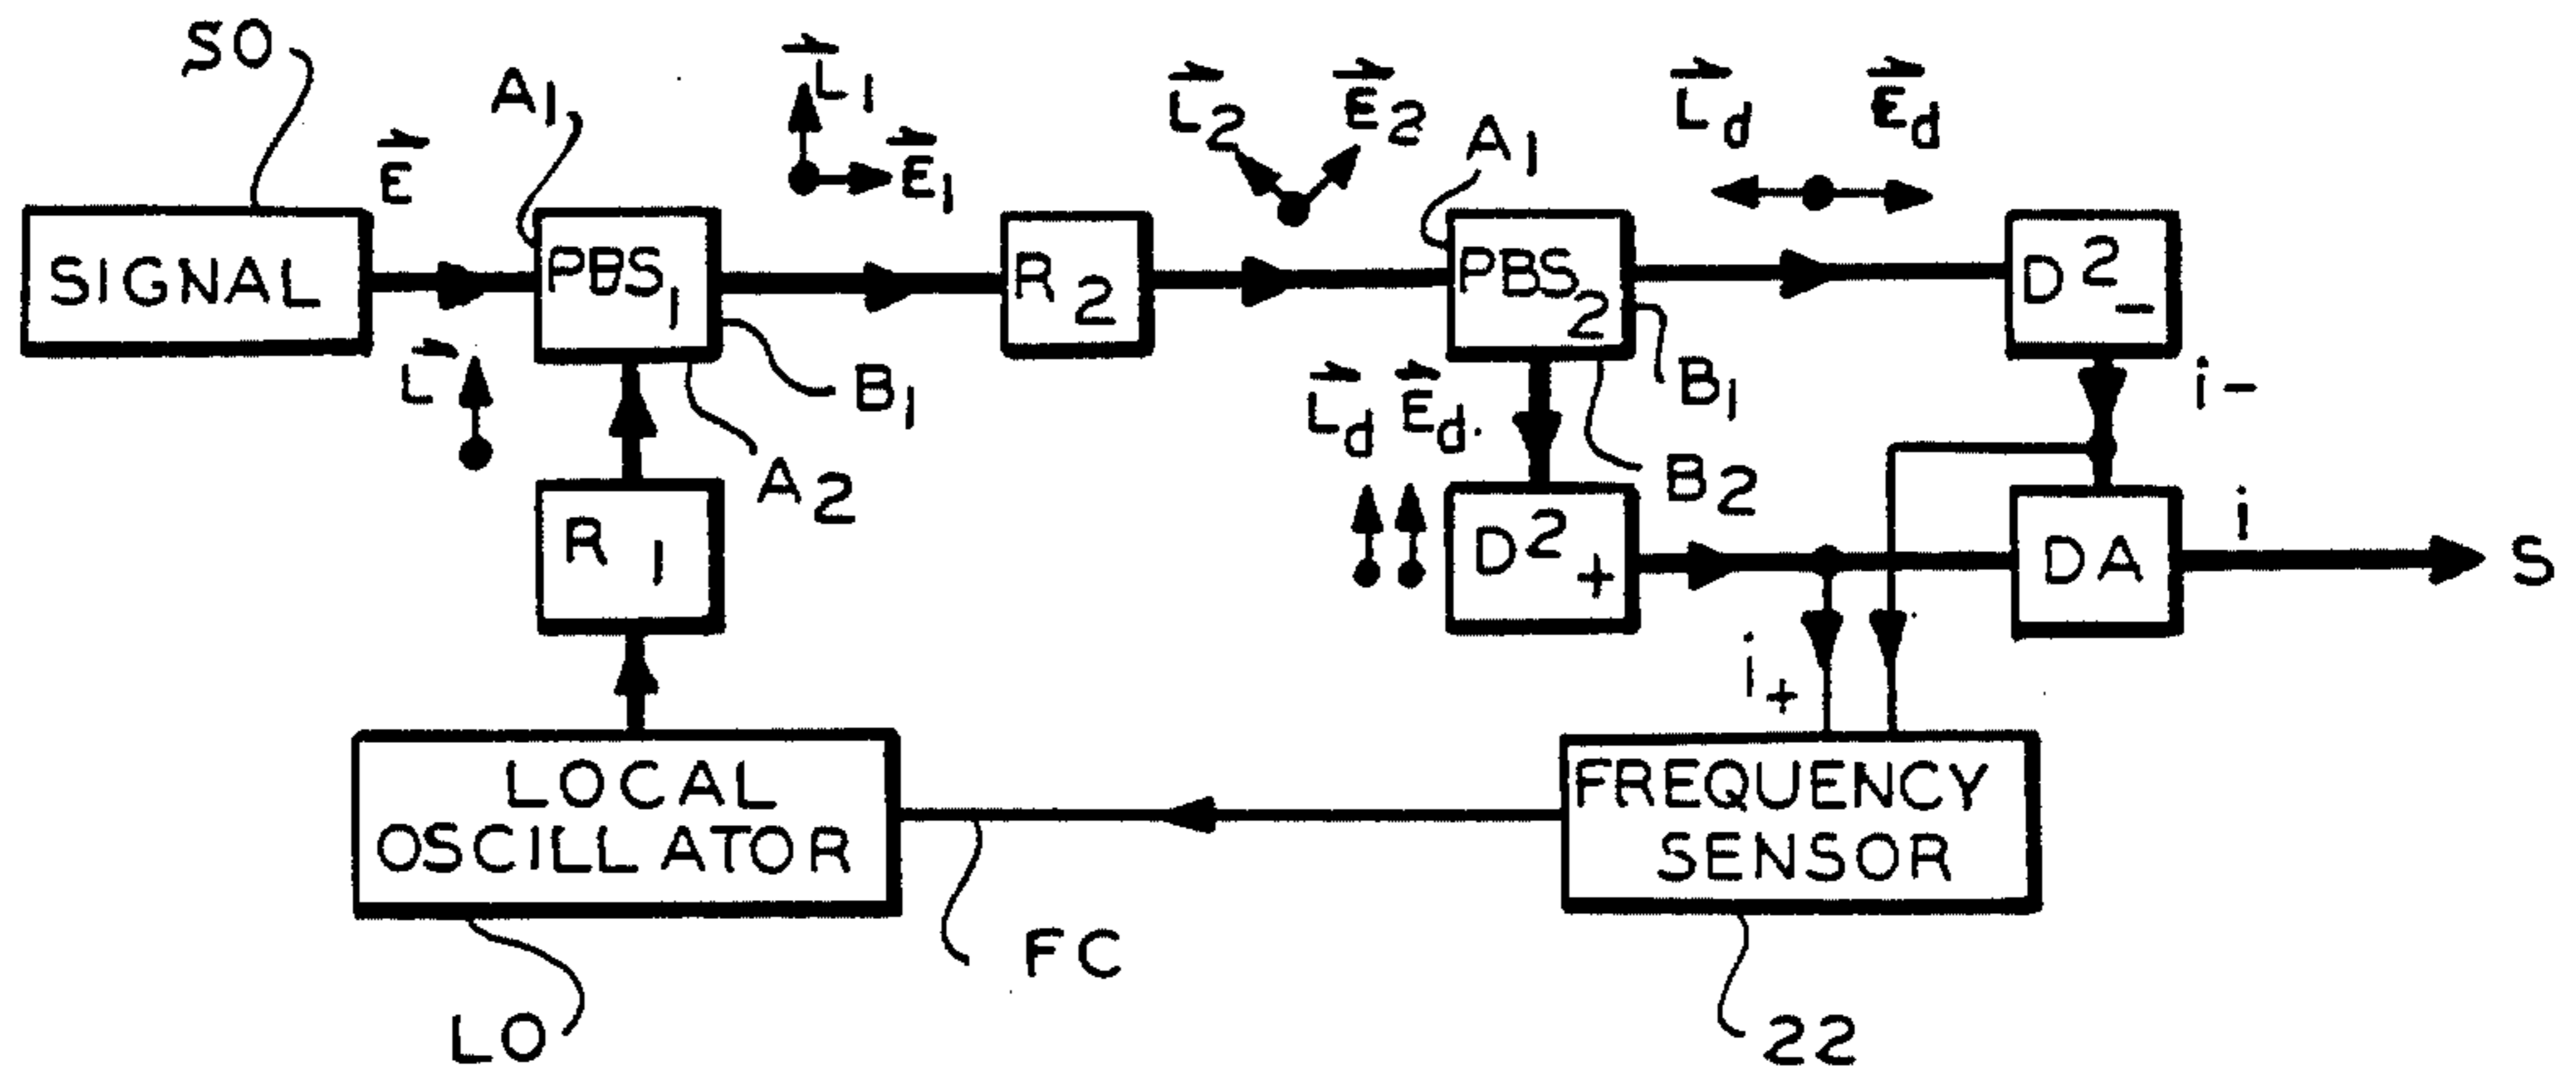 SO
A1
L1
E1
L2
E2
A1
Ld
Ed
E
SIGNAL
PBS1
R2
PBS2
D2-
L
B1
Ld
Ed.
B1
i-
A2
B2
R1
D2+
DA
i
S
i+
LOCAL
OSCILLATOR
FREQUENCY
SENSOR
FC
LO
22